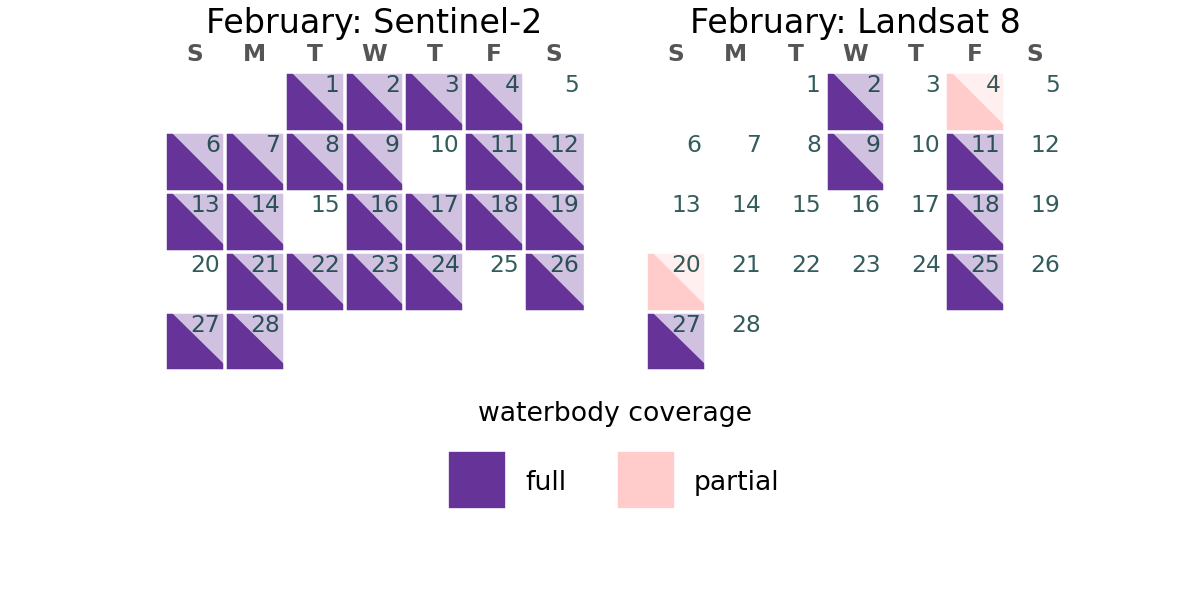 February: Sentinel-2
S M T W T F S
1 2 3 4 5
6 7 8 9 10 11 12
13 14 15 16 17 18 19
20 21 22 23 24 25 26
27 28
February: Landsat 8
S M T W T F S
1 2 3 4 5
6 7 8 9 10 11 12
13 14 15 16 17 18 19
20 21 22 23 24 25 26
27 28
waterbody coverage
full
partial